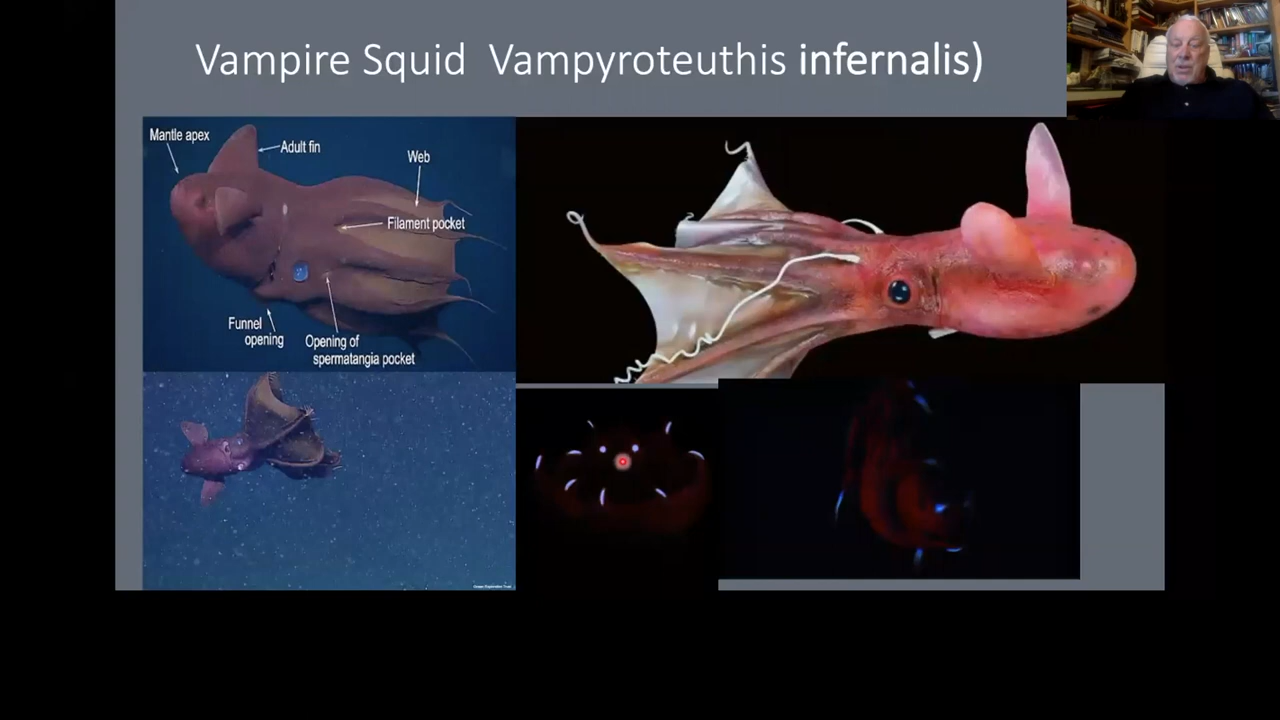 Vampire Squid  Vampyroteuthis infernalis)
Mantle apex
Adult fin
Web
Filament pocket
Funnel
opening
Opening of
spermatangia pocket